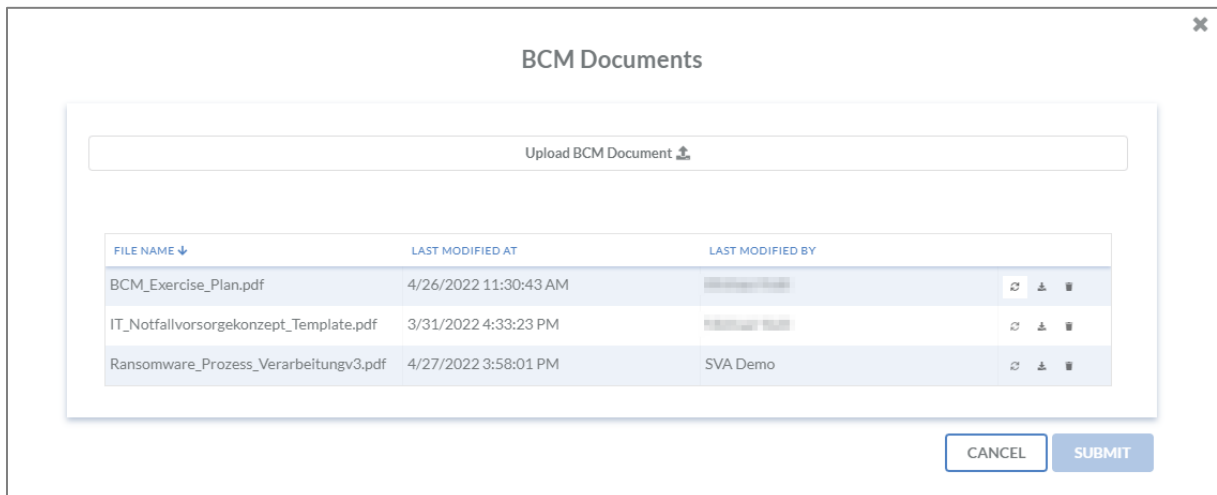 BCM Documents
Upload BCM Document
FILE NAME LAST MODIFIED AT LAST MODIFIED BY
BCM_Exercise_Plan.pdf 4/26/2022 11:30:43 AM
IT_Notfallvorsorgekonzept_Template.pdf 3/31/2022 4:33:23 PM
Ransomware_Prozess_Verarbeitungv3.pdf 4/27/2022 3:58:01 PM SVA Demo
CANCEL SUBMIT